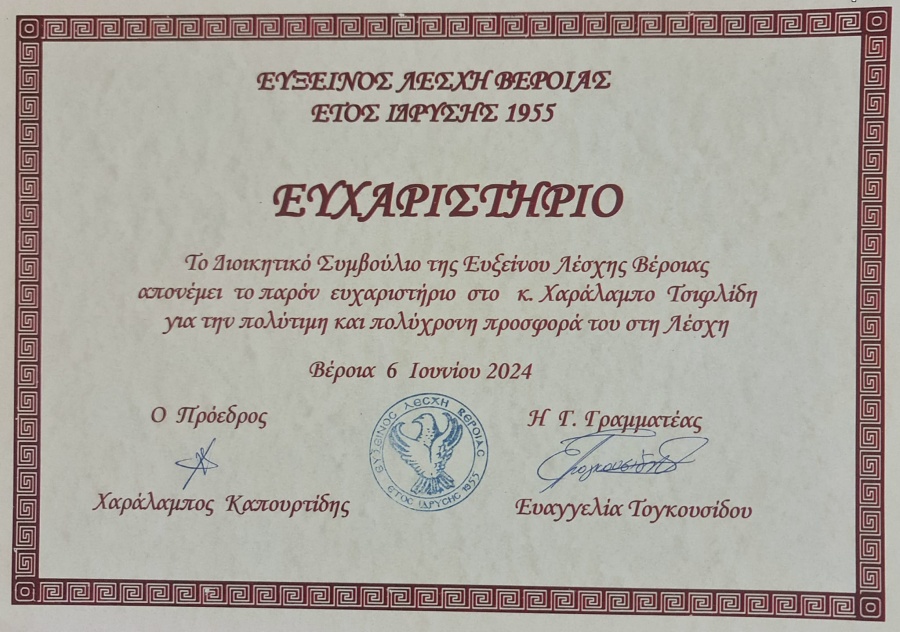 ΕΥΞΕΙΝΟΣ ΛΕΣΧΗ ΒΕΡΟΙΑΣ
ΕΤΟΣ ΙΔΡΥΣΗΣ 1955
ΕΥΧΑΡΙΣΤΗΡΙΟ
Το Διοικητικό Συμβούλιο της Ευξείνου Λέσχης Βέροιας
απονέμει το παρόν ευχαριστήριο στο κ. Χαράλαμπο Τσιφλίδη
για την πολύτιμη και πολύχρονη προσφορά του στη Λέσχη
Βέροια 6 Ιουνίου 2024
Ο Πρόεδρος
Η Γ. Γραμματέας
ΕΥΞΕΙΝΟΣ ΛΕΣΧΗ ΒΕΡΟΙΑΣ
ΕΤΟΣ ΙΔΡΥΣΗΣ 1955
Χαράλαμπος Καπουρτίδης
Ευαγγελία Τογκουσίδου